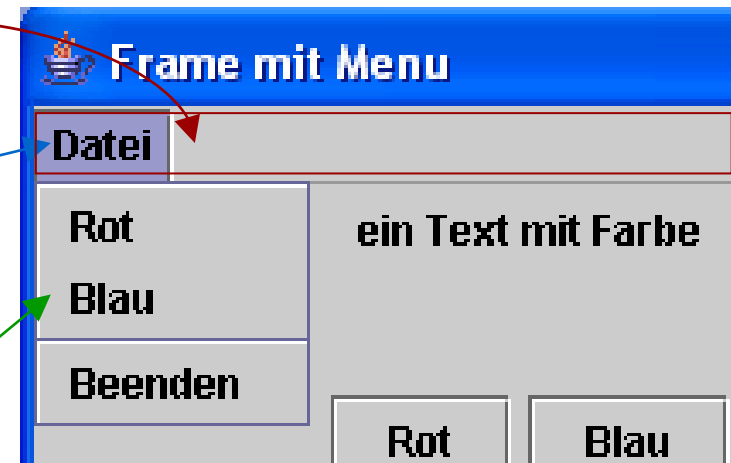 Frame mit Menu
Datei
Rot
ein Text mit Farbe
Blau
Beenden
Rot
Blau